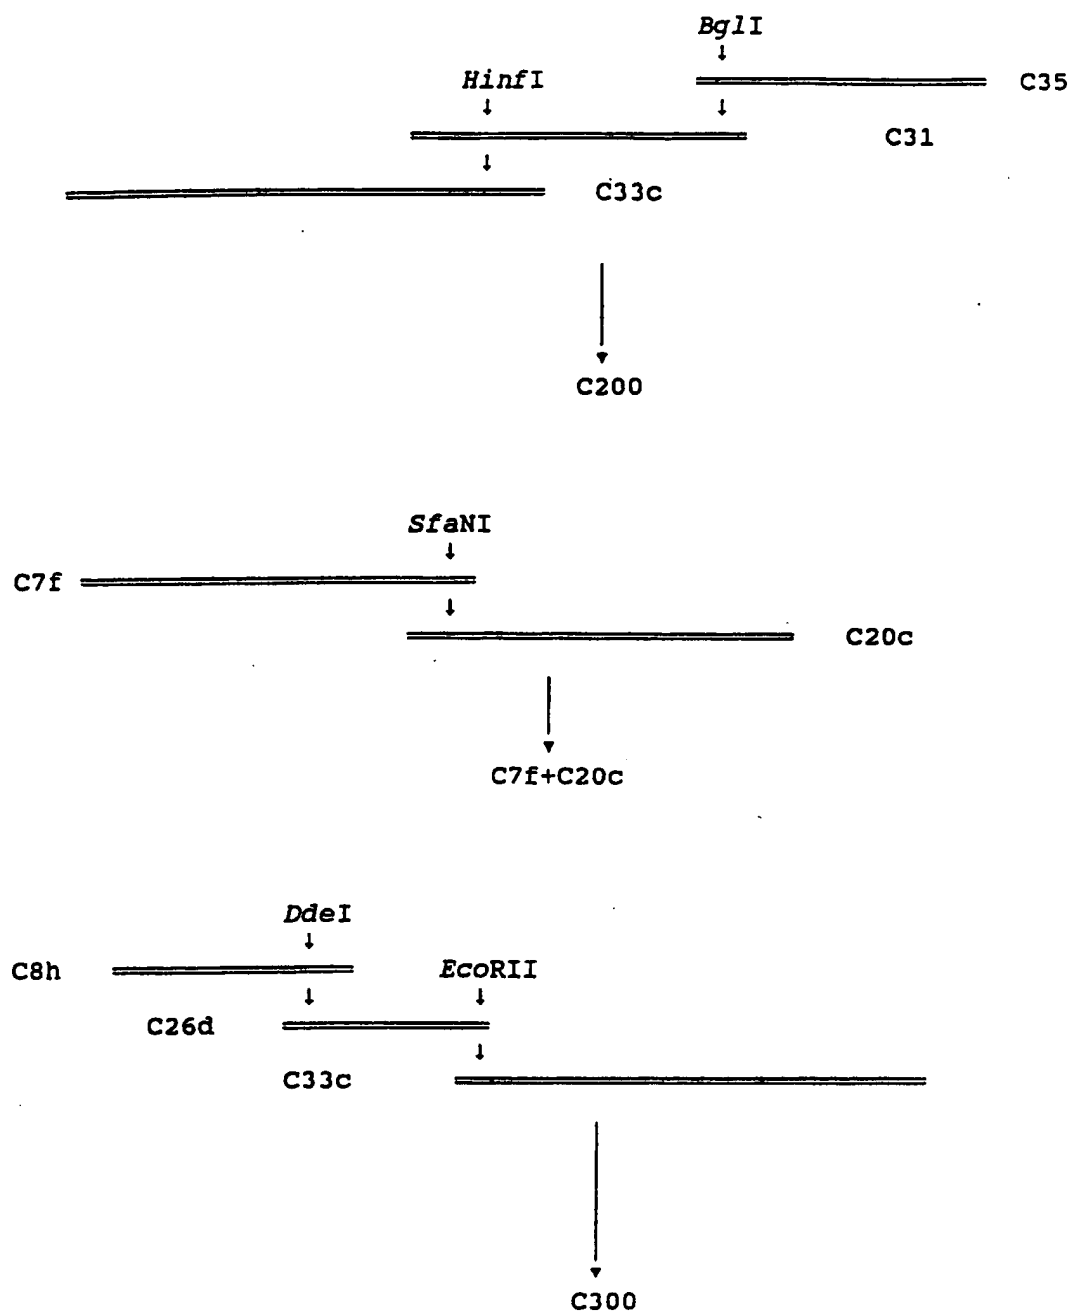 BglI
HinfI
C35
C31
C33c
C200
SfaNI
C7f
C20c
C7f+C20c
DdeI
C8h
EcoRII
C26d
C33c
C300